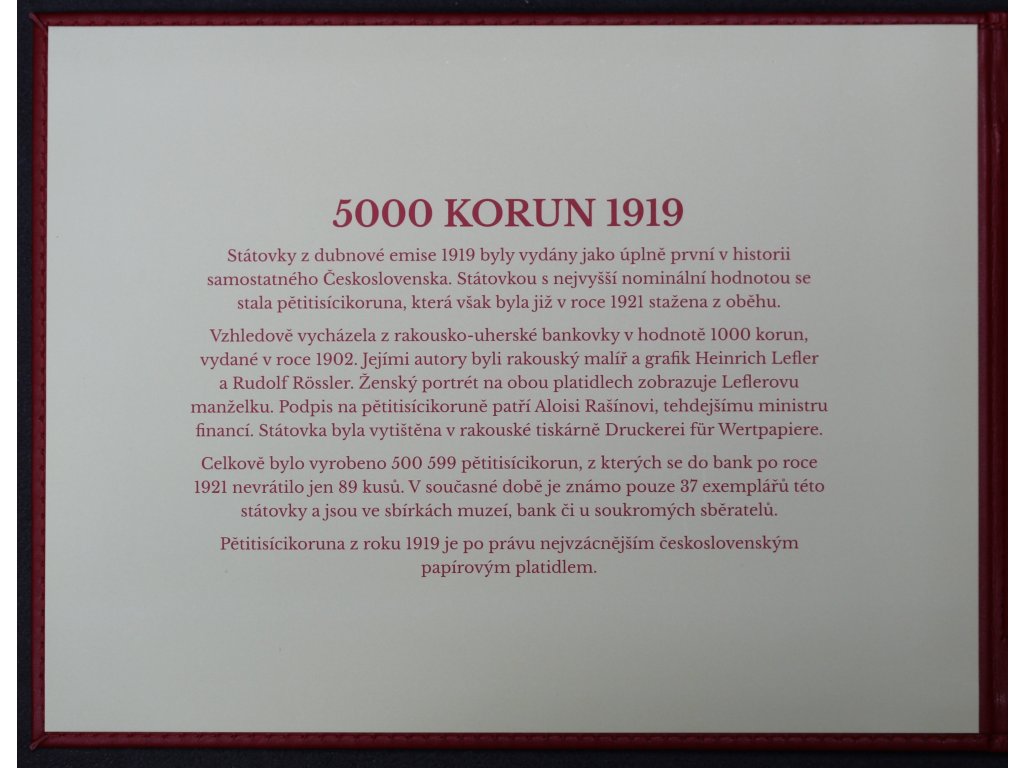 5000 KORUN 1919
Státovky z dubnové emise 1919 byly vydány jako úplně první v historii
samostatného Československa. Státovkou s nejvyšší nominální hodnotou se
stala pětitisícikoruna, která však byla již v roce 1921 stažena z oběhu.
Vzhledově vycházela z rakousko-uherské bankovky v hodnotě 1000 korun,
vydané v roce 1902. Jejími autory byli rakouský malíř a grafik Heinrich Lefler
a Rudolf Rössler. Ženský portrét na obou platidlech zobrazuje Leflerovu
manželku. Podpis na pětitisícikoruně patří Aloisi Rašínovi, tehdejšímu ministru
financí. Státovka byla vytištěna v rakouské tiskárně Druckerei für Wertpapiere.
Celkově bylo vyrobeno 500 599 pětitisícikorun, z kterých se do bank po roce
1921 nevrátilo jen 89 kusů. V současné době je známo pouze 37 exemplářů této
státovky a jsou ve sbírkách muzeí, bank či u soukromých sběratelů.
Pětitisícikoruna z roku 1919 je po právu nejvzácnějším československým
papírovým platidlem.